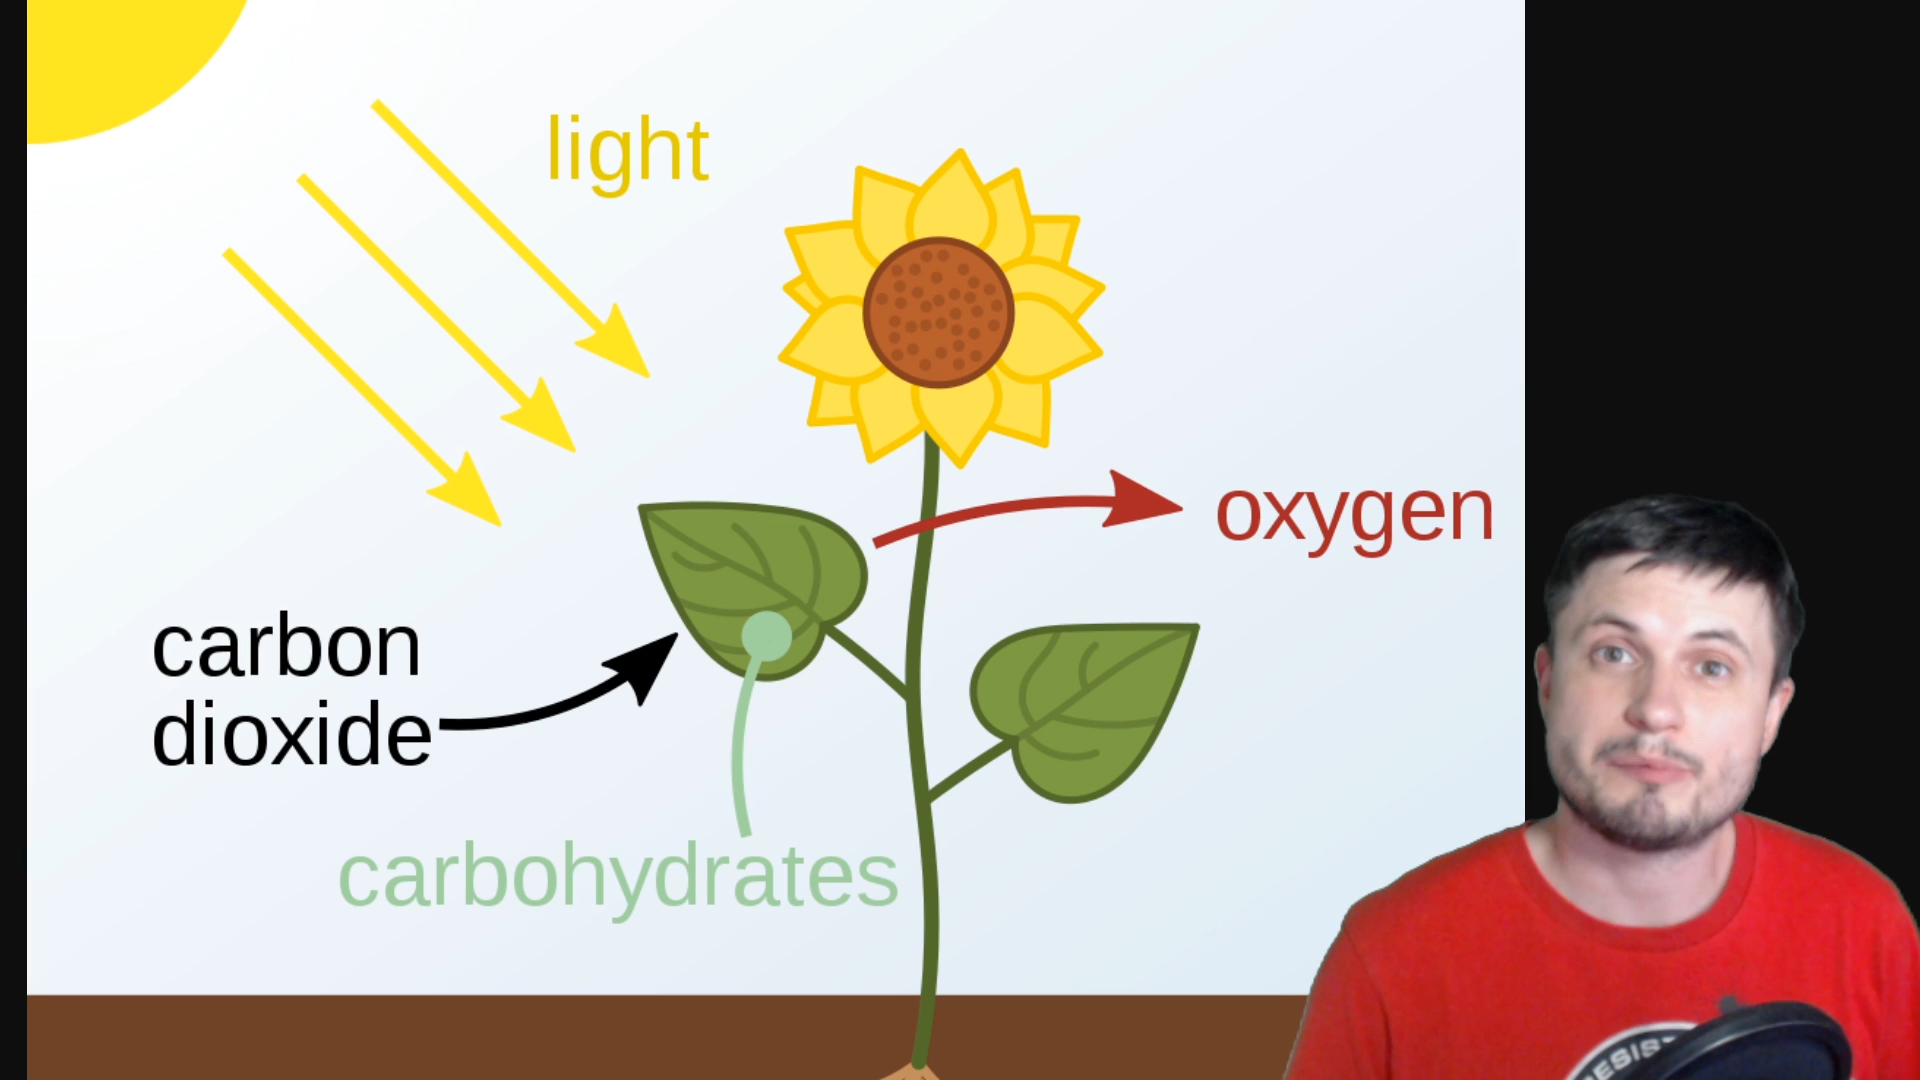 light
oxygen
carbon
dioxide
carbohydrates